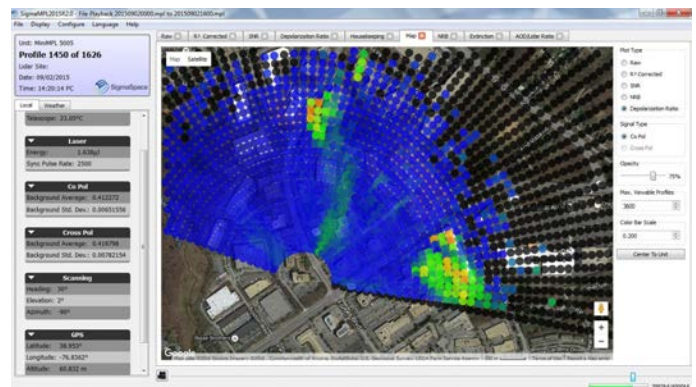 SigmaMPL2015R2.0 - File Playback 201509020000.mpl to 201509021600.mpl
File Display Configure Language Help
Unit: MiniMPL 5005
Profile 1450 of 1626
Lidar Site:
Date: 09/02/2015
Time: 14:20:14 PC
SigmaSpace
Local Weather
Telescope: 23.05°C
Laser
Energy: 1.638µJ
Sync Pulse Rate: 2500
Co Pol
Background Average: 0.413372
Background Std. Dev.: 0.00651556
Cross Pol
Background Average: 0.418798
Background Std. Dev.: 0.00782154
Scanning
Heading: 30°
Elevation: 2°
Azimuth: -80°
GPS
Latitude: 38.953°
Longitude: -76.8362°
Altitude: 60.832 m
Raw R² Corrected SNR Depolarization Ratio Housekeeping Map NRB Extinction AOD/Lidar Ratio
Map Satellite
Google
Plot Type
Raw
R² Corrected
SNR
NRB
Depolarization Ratio
Signal Type
Co Pol
Cross Pol
Opacity
75%
Max. Viewable Profiles
3600
Color Bar Scale
0.200
Center To Unit